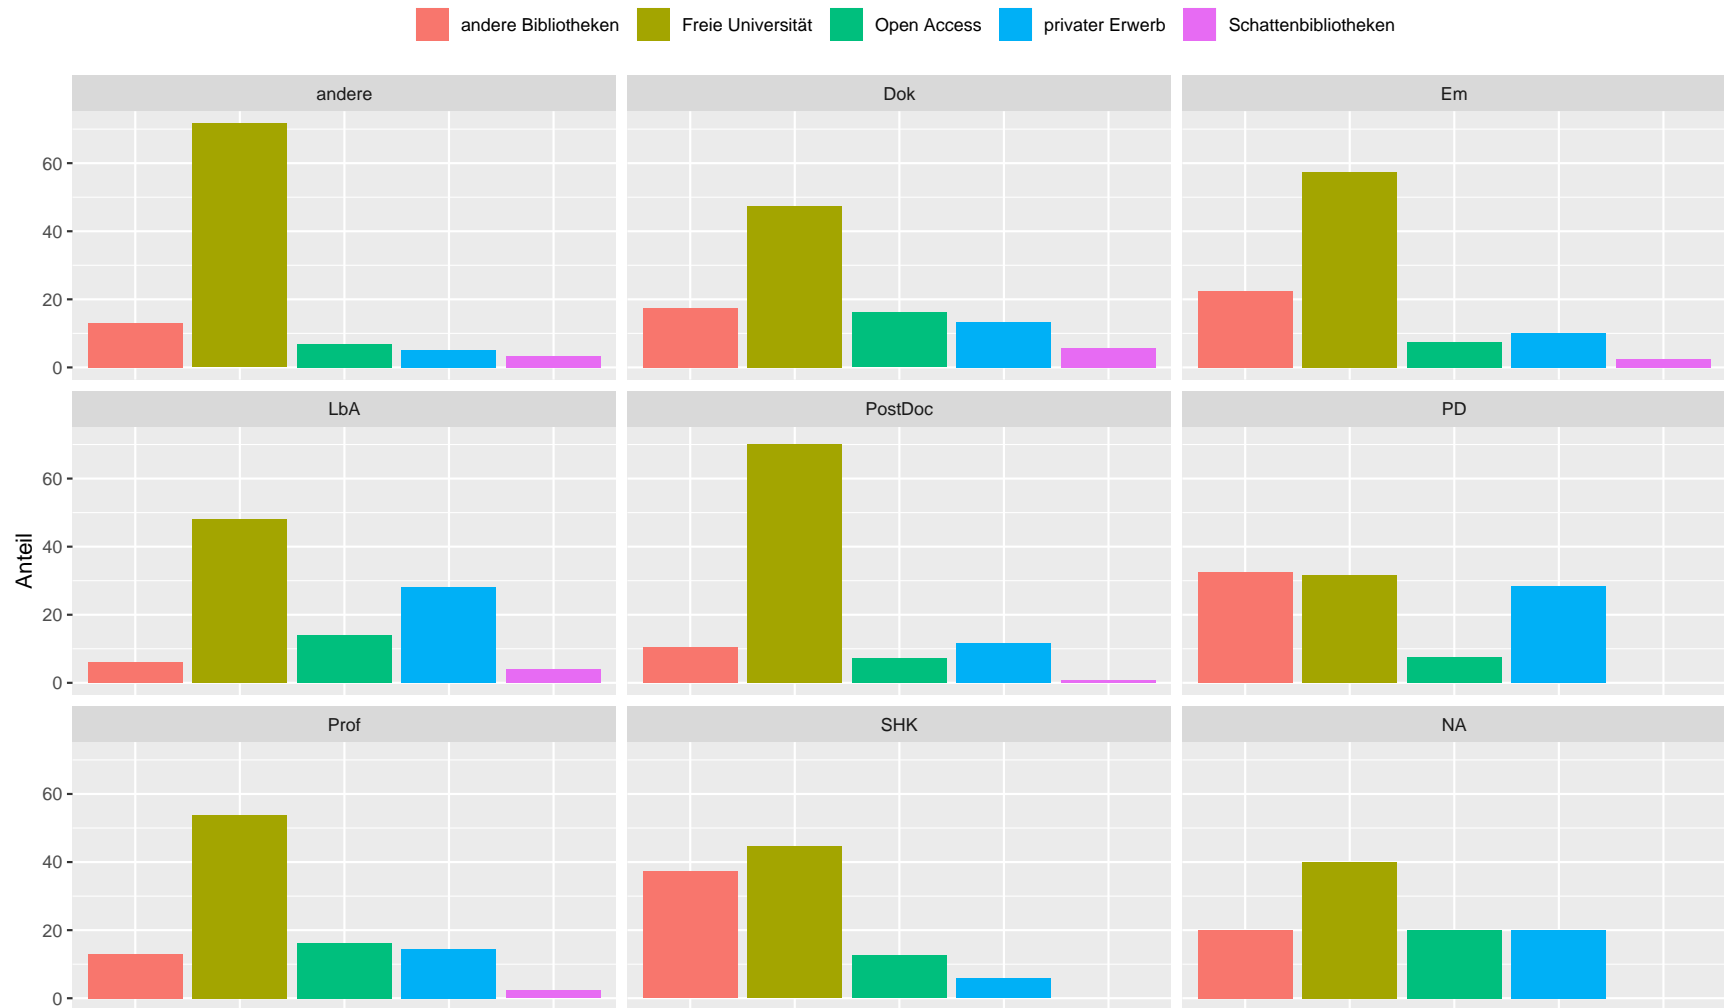 andere Bibliotheken Freie Universität Open Access privater Erwerb Schattenbibliotheken
andere Dok Em
60
40
20
0
LbA PostDoc PD
60
40
20
0
Anteil
Prof SHK NA
60
40
20
0